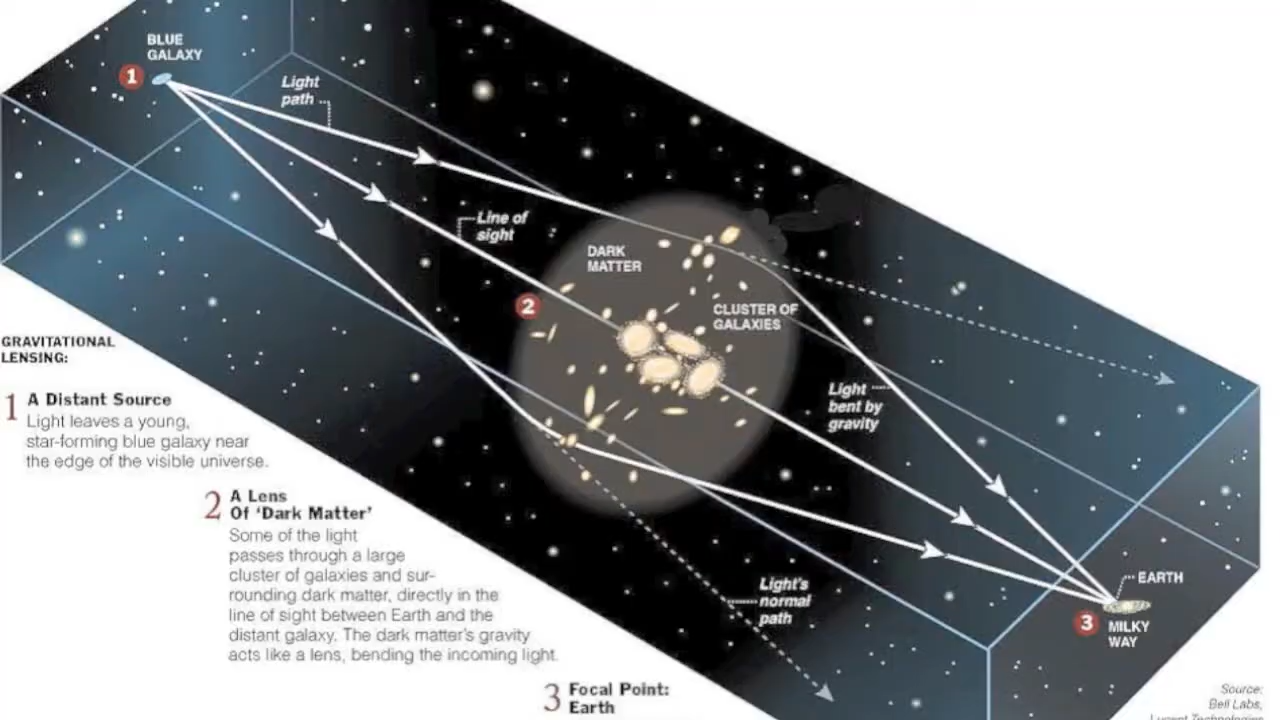 BLUE
GALAXY
1
Light
path
Line of
sight
DARK
MATTER
2
CLUSTER OF
GALAXIES
Light
bent by
gravity
Light's
normal
path
EARTH
3
MILKY
WAY
GRAVITATIONAL
LENSING:
1 A Distant Source
Light leaves a young,
star-forming blue galaxy near
the edge of the visible universe.
2 A Lens
Of ‘Dark Matter’
Some of the light
passes through a large
cluster of galaxies and sur-
rounding dark matter, directly in the
line of sight between Earth and the
distant galaxy. The dark matter's gravity
acts like a lens, bending the incoming light.
3 Focal Point:
Earth
Source:
Bell Labs,
Lucent Technologies